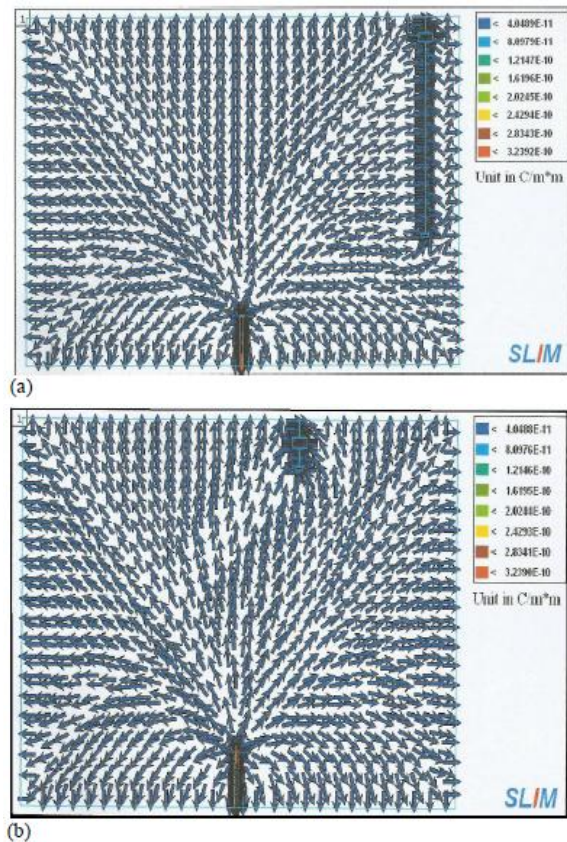 1
< 4.0489E-11
< 8.0979E-11
< 1.2147E-10
< 1.6196E-10
< 2.0245E-10
< 2.4294E-10
< 2.8343E-10
< 3.2392E-10
Unit in C/m*m
SLIM
(a)
1
< 4.0488E-11
< 8.0976E-11
< 1.2146E-10
< 1.6195E-10
< 2.0244E-10
< 2.4293E-10
< 2.8341E-10
< 3.2390E-10
Unit in C/m*m
SLIM
(b)